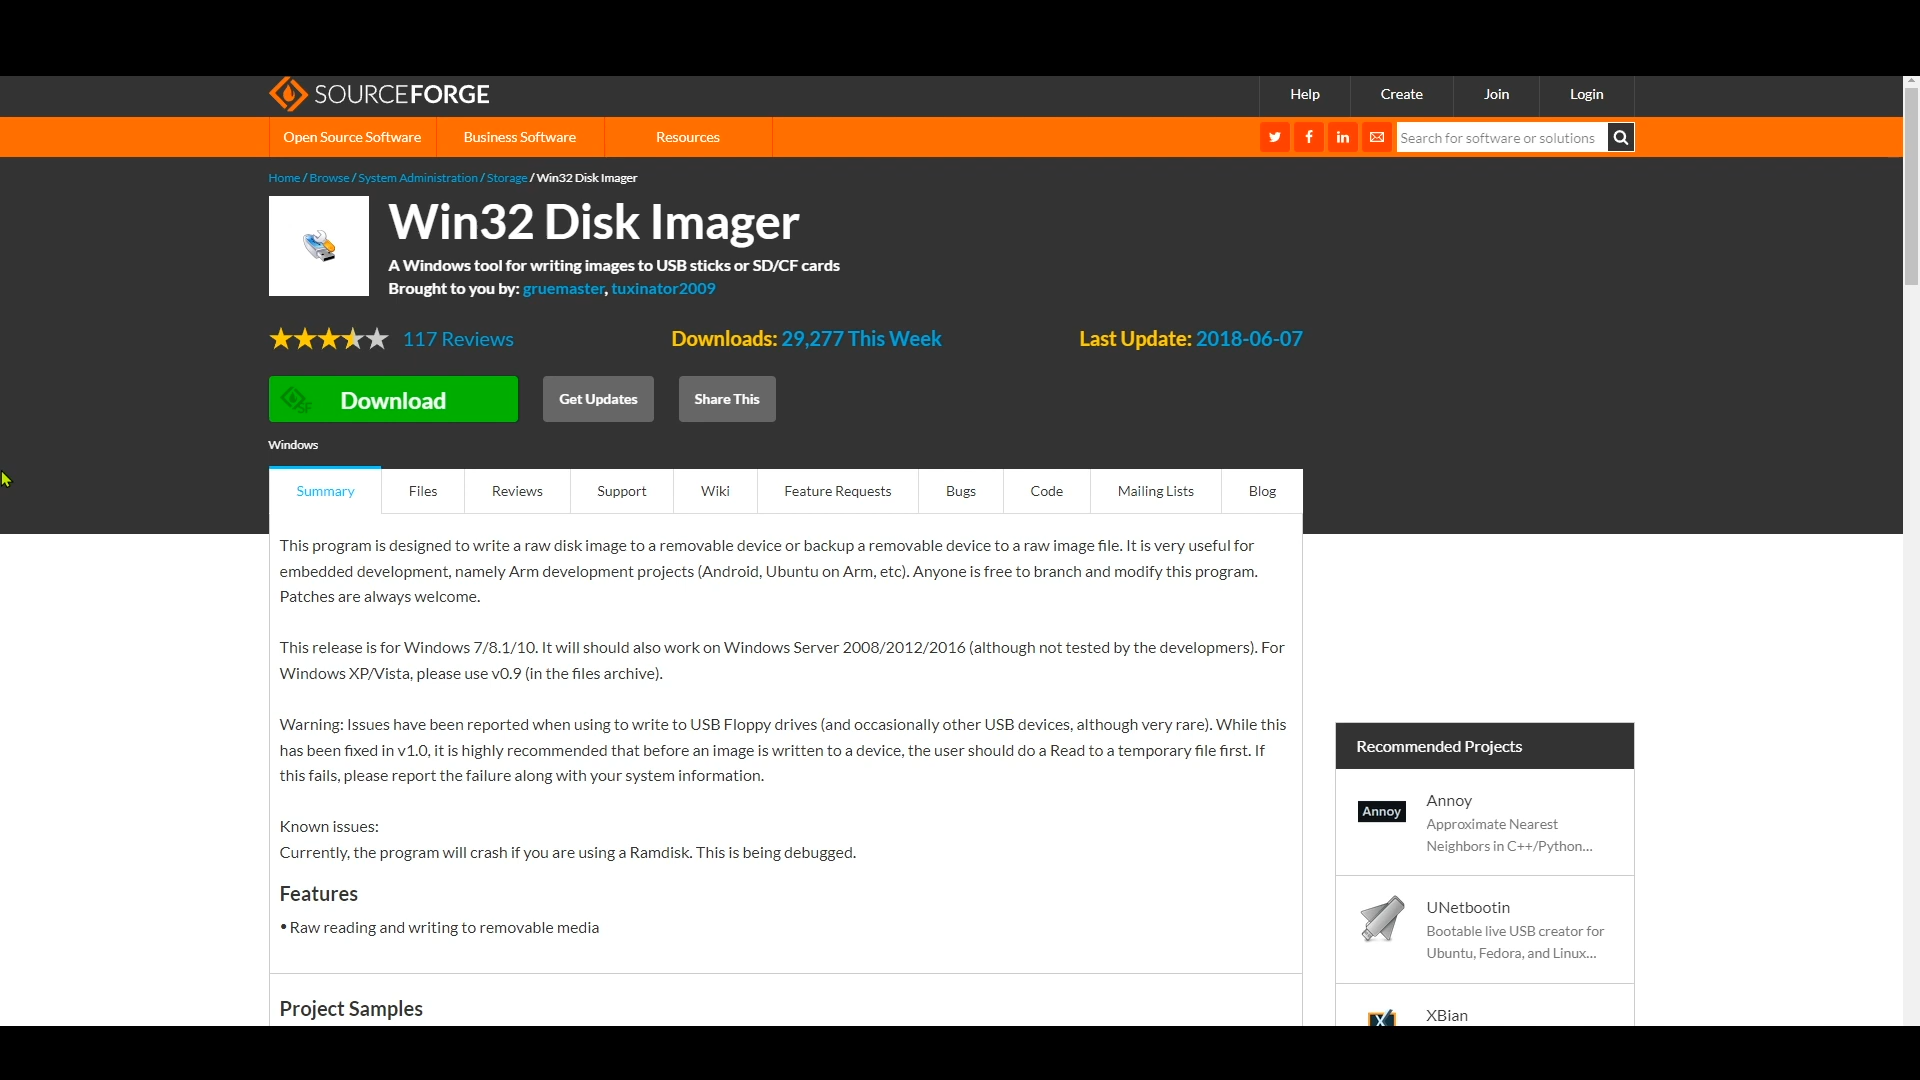 SOURCEFORGE
Help Create Join Login
Open Source Software Business Software Resources
Search for software or solutions
Home / Browse / System Administration / Storage / Win32 Disk Imager
Win32 Disk Imager
A Windows tool for writing images to USB sticks or SD/CF cards
Brought to you by: gruemaster, tuxinator2009
117 Reviews Downloads: 29,277 This Week Last Update: 2018-06-07
SF Download Get Updates Share This
Windows
Summary Files Reviews Support Wiki Feature Requests Bugs Code Mailing Lists Blog
This program is designed to write a raw disk image to a removable device or backup a removable device to a raw image file. It is very useful for
embedded development, namely Arm development projects (Android, Ubuntu on Arm, etc). Anyone is free to branch and modify this program.
Patches are always welcome.
This release is for Windows 7/8.1/10. It will should also work on Windows Server 2008/2012/2016 (although not tested by the developmers). For
Windows XP/Vista, please use v0.9 (in the files archive).
Warning: Issues have been reported when using to write to USB Floppy drives (and occasionally other USB devices, although very rare). While this
has been fixed in v1.0, it is highly recommended that before an image is written to a device, the user should do a Read to a temporary file first. If
this fails, please report the failure along with your system information.
Known issues:
Currently, the program will crash if you are using a Ramdisk. This is being debugged.
Features
• Raw reading and writing to removable media
Project Samples
Recommended Projects
Annoy
Annoy
Approximate Nearest
Neighbors in C++/Python...
UNetbootin
Bootable live USB creator for
Ubuntu, Fedora, and Linux...
XBian